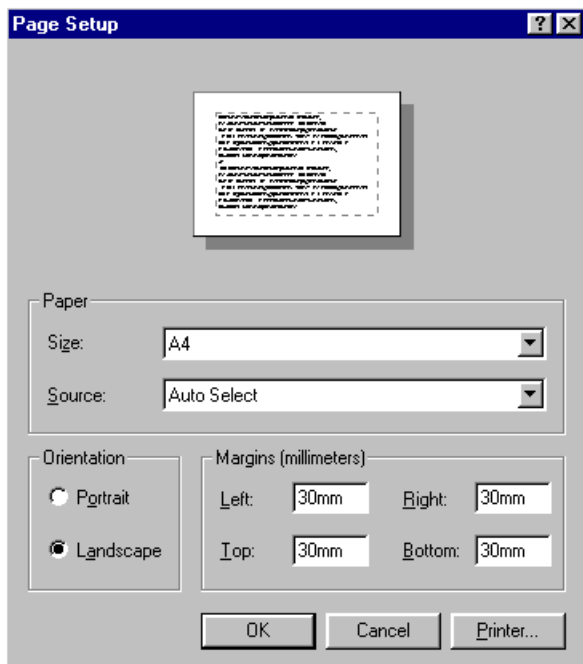 Page Setup
Paper
Size: A4
Source: Auto Select
Orientation
Portrait
Landscape
Margins (millimeters)
Left: 30mm Right: 30mm
Top: 30mm Bottom: 30mm
OK Cancel Printer...